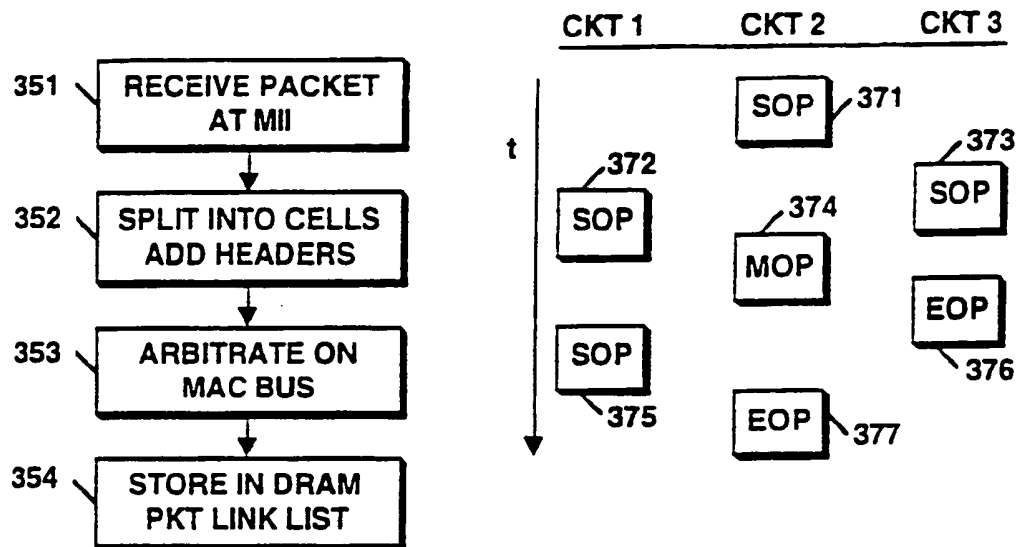 351
RECEIVE PACKET
AT MII
352
SPLIT INTO CELLS
ADD HEADERS
353
ARBITRATE ON
MAC BUS
354
STORE IN DRAM
PKT LINK LIST
CKT 1 CKT 2 CKT 3
t
SOP 371
372
SOP
373
SOP
374
MOP
SOP
375
EOP
376
EOP 377